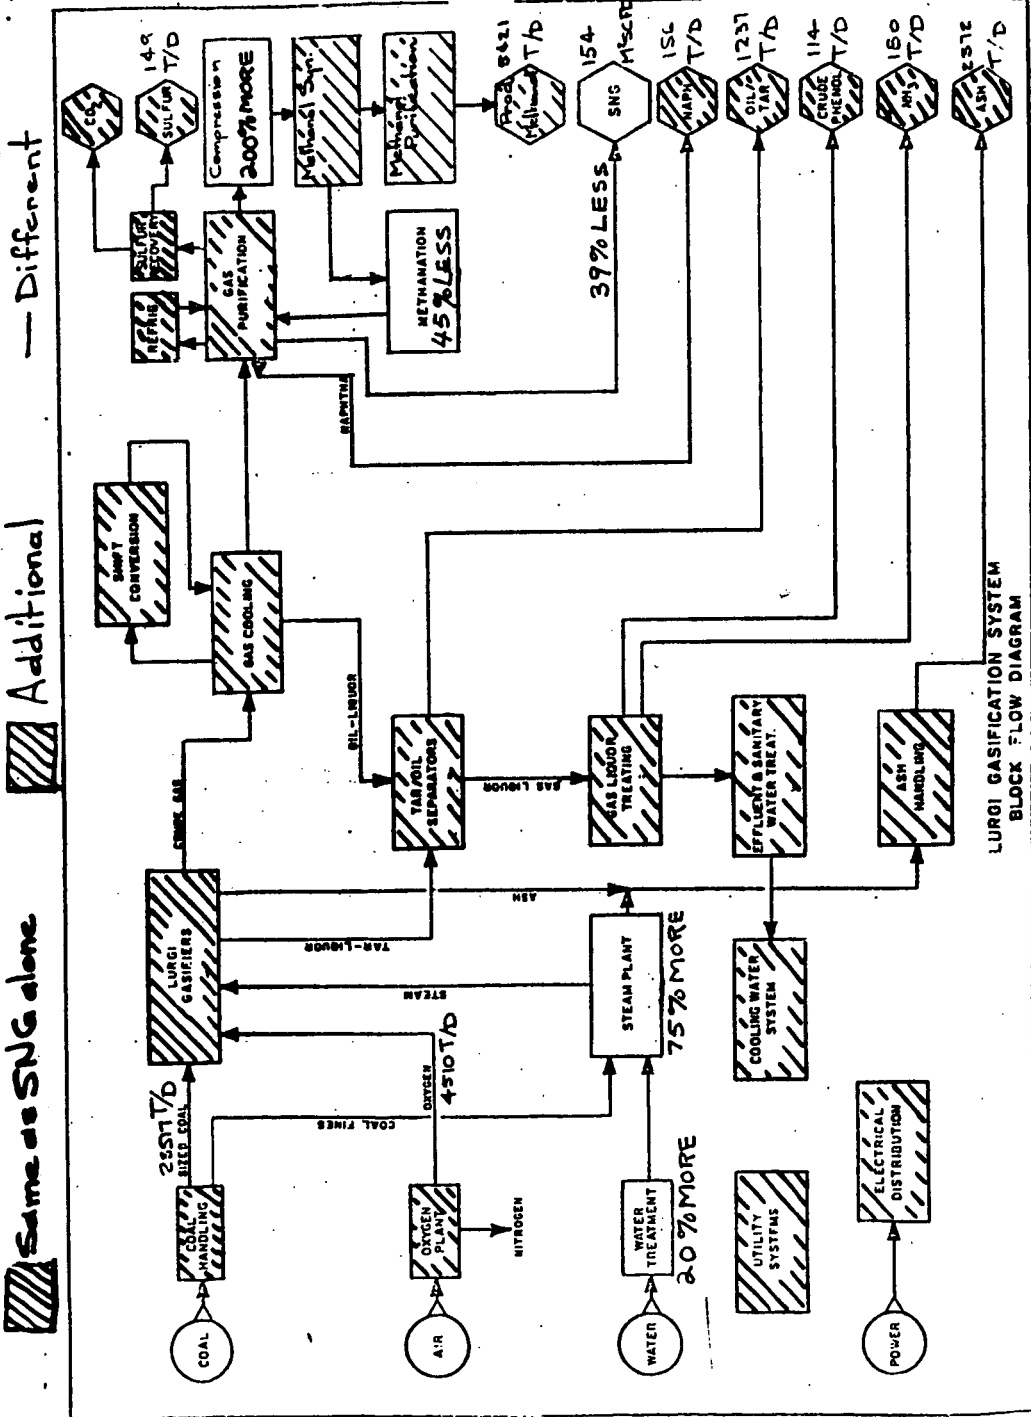 Same as SNG alone
Additional
— Different
COAL
COAL
HANDLING
SIZED COAL
COAL FINES
LURGI
GASIFIERS
CRUDE GAS
SHIFT
CONVERSION
GAS COOLING
REFRIG
SULFUR
RECOVERY
CO2
SULFUR
149
T/D
GAS
PURIFICATION
Compression
200% MORE
Methanol Syn.
Methanol
Purification
METHANATION
45% LESS
NAPHTHA
Prod
Methanol
T/D
39% LESS
SNG
154
MMSCFD
NAPH
156
T/D
OIL/
TAR
1237
T/D
CRUDE
PHENOL
114
T/D
NH3
T/D
ASH
T/D
AIR
OXYGEN
PLANT
NITROGEN
OXYGEN
4510 T/D
STEAM
TAR-LIQUOR
ASH
OIL-LIQUOR
TAR/OIL
SEPARATORS
GAS LIQUOR
GAS LIQUOR
TREATING
EFFLUENT & SANITARY
WATER TREAT.
WATER
WATER
TREATMENT
20% MORE
STEAM PLANT
75% MORE
COOLING WATER
SYSTEM
UTILITY
SYSTEMS
ASH
HANDLING
POWER
ELECTRICAL
DISTRIBUTION
LURGI GASIFICATION SYSTEM
BLOCK FLOW DIAGRAM